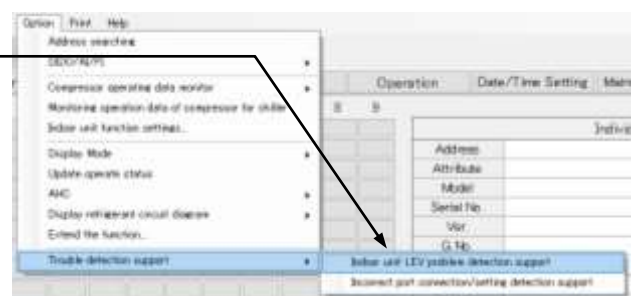 Option Print Help
Address searching
Compressor operating data monitor
Monitoring operation data of compressor for chiller
Indoor unit function settings...
Display Mode
Update operate status
AHC
Display refrigerant circuit diagram
Extend the function...
Trouble detection support
Indoor unit LEV problem detection support
Incorrect port connection/setting detection support
Operation Date/Time Setting
8 9
Address
Attribute
Model
Serial No.
Ver.
G.No.